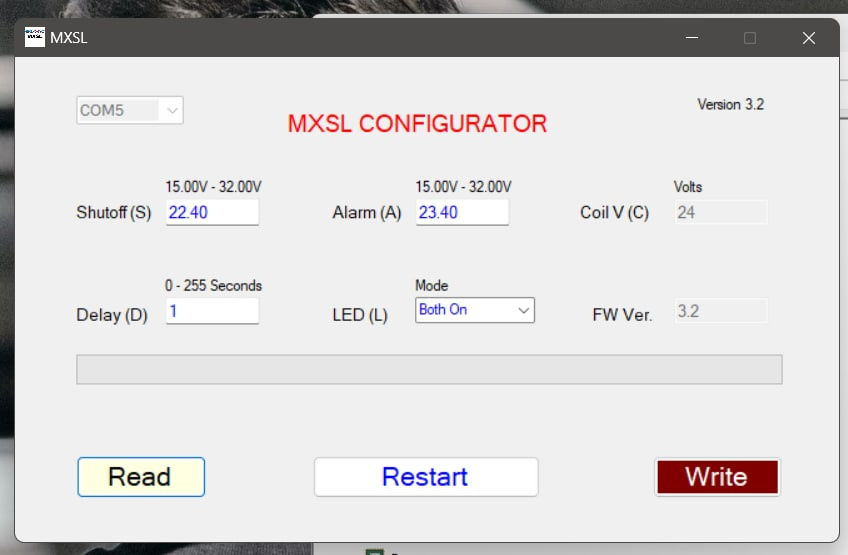 MXSL
COM5
MXSL CONFIGURATOR
Version 3.2
15.00V - 32.00V
15.00V - 32.00V
Volts
Shutoff (S) 22.40
Alarm (A) 23.40
Coil V (C) 24
0 - 255 Seconds
Mode
Delay (D) 1
LED (L) Both On
FW Ver. 3.2
Read
Restart
Write